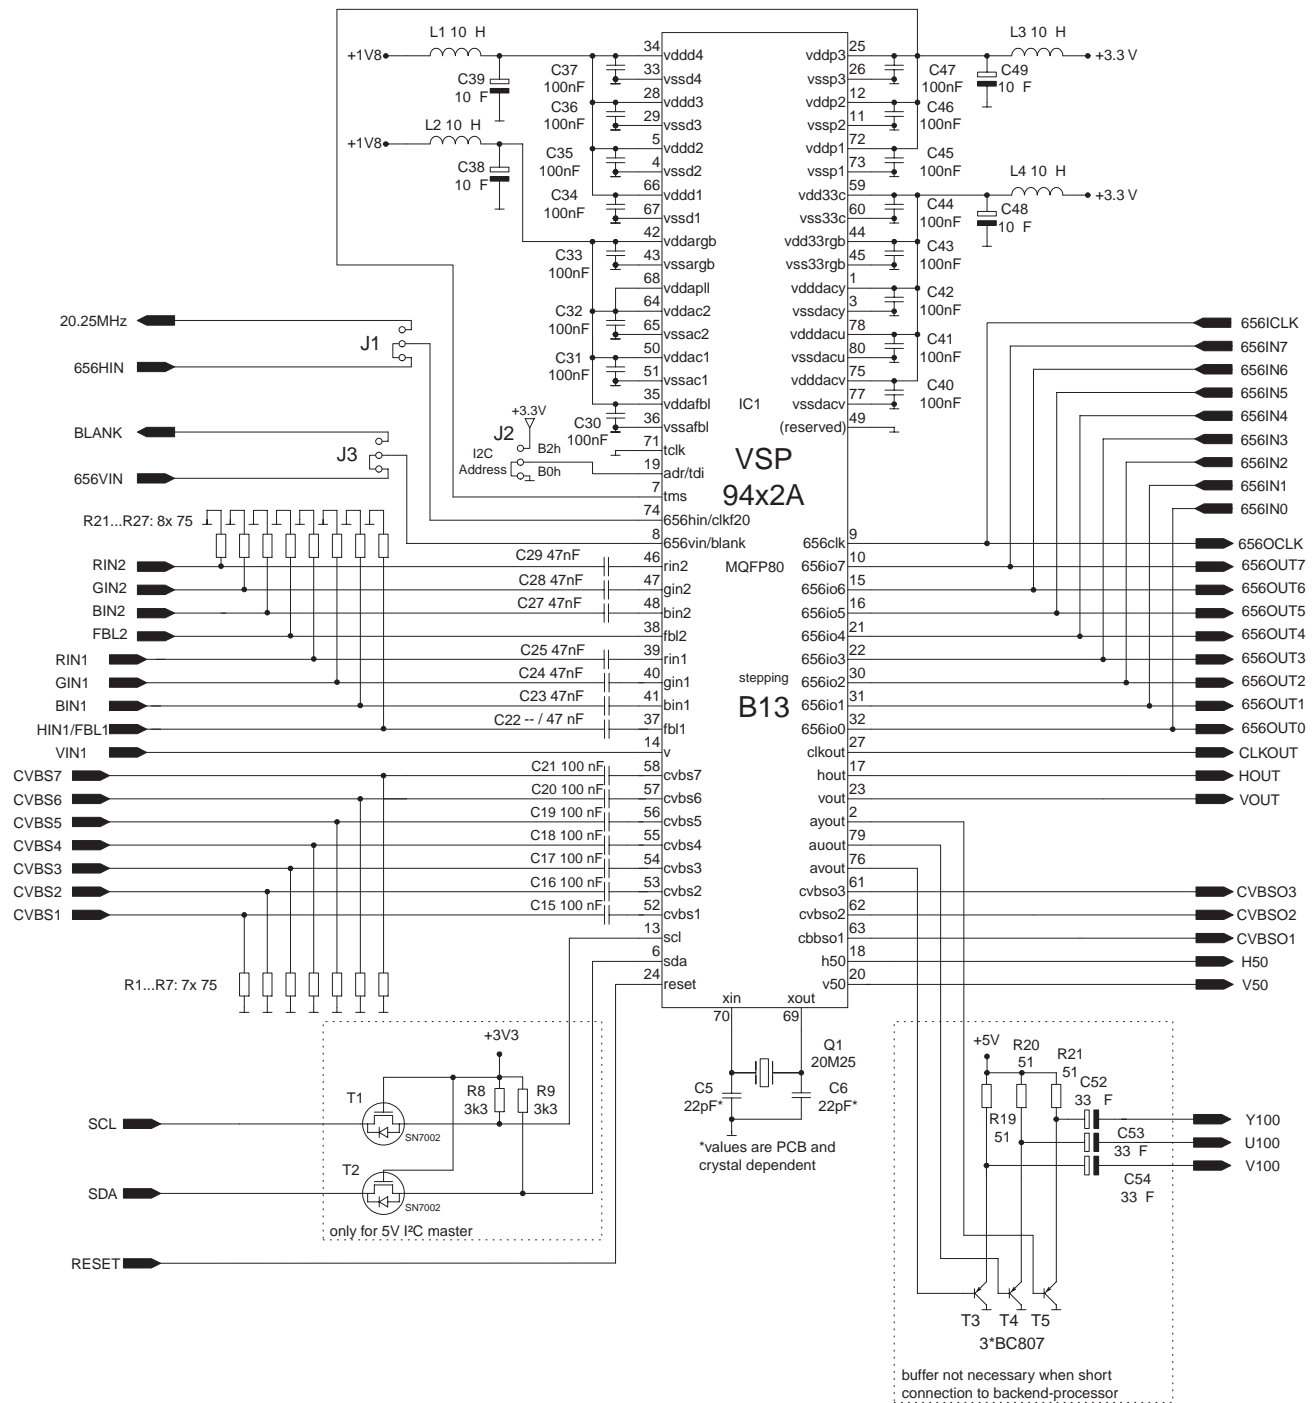 L1 10 H
+1V8
C39
10 F
L2 10 H
+1V8
C38
10 F
C37
100nF
C36
100nF
C35
100nF
C34
100nF
C33
100nF
C32
100nF
C31
100nF
C30
100nF
34 vddd4
33 vssd4
28 vddd3
29 vssd3
5 vddd2
4 vssd2
66 vddd1
67 vssd1
42 vddargb
43 vssargb
68 vddapll
64 vddac2
65 vssac2
50 vddac1
51 vssac1
35 vddafbl
36 vssafbl
71 tclk
19 adr/tdi
7 tms
74 656hin/clkf20
8 656vin/blank
46 rin2
47 gin2
48 bin2
38 fbl2
39 rin1
40 gin1
41 bin1
37 fbl1
14 v
58 cvbs7
57 cvbs6
56 cvbs5
55 cvbs4
54 cvbs3
53 cvbs2
52 cvbs1
13 scl
6 sda
24 reset
IC1
VSP
94x2A
MQFP80
stepping
B13
vddp3 25
vssp3 26
vddp2 12
vssp2 11
vddp1 72
vssp1 73
vdd33c 59
vss33c 60
vdd33rgb 44
vss33rgb 45
vdddacy 1
vssdacy 3
vdddacu 78
vssdacu 80
vdddacv 75
vssdacv 77
(reserved) 49
656clk 9
656io7 10
656io6 15
656io5 16
656io4 21
656io3 22
656io2 30
656io1 31
656io0 32
clkout 27
hout 17
vout 23
ayout 2
auout 79
avout 76
cvbso3 61
cvbso2 62
cbbso1 63
h50 18
v50 20
xin
xout
70
69
L3 10 H
+3.3 V
C49
10 F
C47
100nF
C46
100nF
C45
100nF
L4 10 H
+3.3 V
C48
10 F
C44
100nF
C43
100nF
C42
100nF
C41
100nF
C40
100nF
20.25MHz
J1
656HIN
BLANK
J3
656VIN
+3.3V
J2
I2C
Address
B2h
B0h
R21...R27: 8x 75
RIN2
GIN2
BIN2
FBL2
RIN1
GIN1
BIN1
HIN1/FBL1
VIN1
CVBS7
CVBS6
CVBS5
CVBS4
CVBS3
CVBS2
CVBS1
C29 47nF
C28 47nF
C27 47nF
C25 47nF
C24 47nF
C23 47nF
C22 -- / 47 nF
C21 100 nF
C20 100 nF
C19 100 nF
C18 100 nF
C17 100 nF
C16 100 nF
C15 100 nF
R1...R7: 7x 75
656ICLK
656IN7
656IN6
656IN5
656IN4
656IN3
656IN2
656IN1
656IN0
656OCLK
656OUT7
656OUT6
656OUT5
656OUT4
656OUT3
656OUT2
656OUT1
656OUT0
CLKOUT
HOUT
VOUT
CVBSO3
CVBSO2
CVBSO1
H50
V50
+3V3
T1
R8
3k3
R9
3k3
SN7002
SCL
T2
SN7002
SDA
only for 5V I²C master
RESET
Q1
20M25
C5
22pF*
C6
22pF*
*values are PCB and
crystal dependent
+5V
R20
51
R21
51
R19
51
C52
33 F
C53
33 F
C54
33 F
Y100
U100
V100
T3
T4
T5
3*BC807
buffer not necessary when short
connection to backend-processor